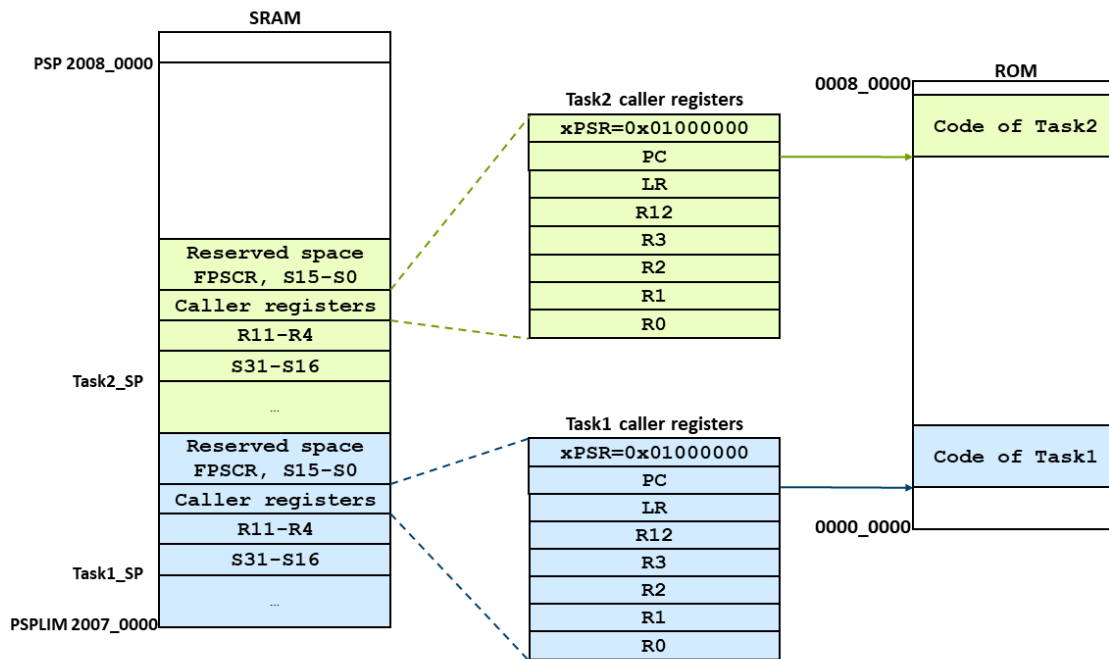 SRAM
PSP 2008_0000
Reserved space
FPSCR, S15-S0
Caller registers
R11-R4
S31-S16
Task2_SP
...
Reserved space
FPSCR, S15-S0
Caller registers
R11-R4
S31-S16
Task1_SP
...
PSPLIM 2007_0000
Task2 caller registers
xPSR=0x01000000
PC
LR
R12
R3
R2
R1
R0
Task1 caller registers
xPSR=0x01000000
PC
LR
R12
R3
R2
R1
R0
ROM
0008_0000
Code of Task2
Code of Task1
0000_0000